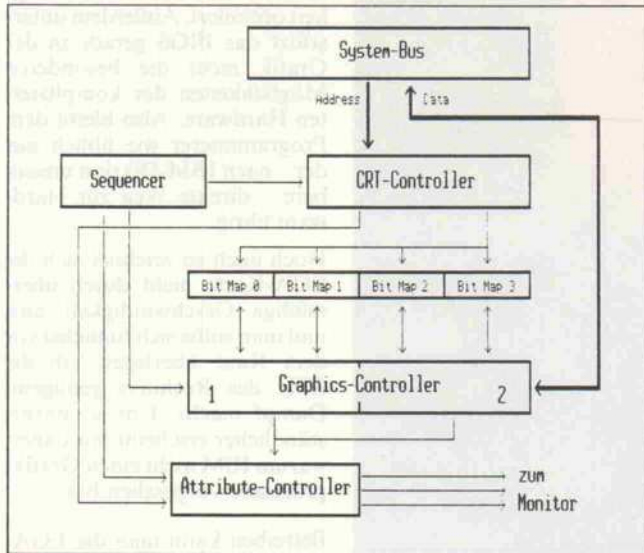 System-Bus
Address
Data
Sequencer
CRT-Controller
Bit Map 0
Bit Map 1
Bit Map 2
Bit Map 3
1
Graphics-Controller
2
Attribute-Controller
zum
Monitor